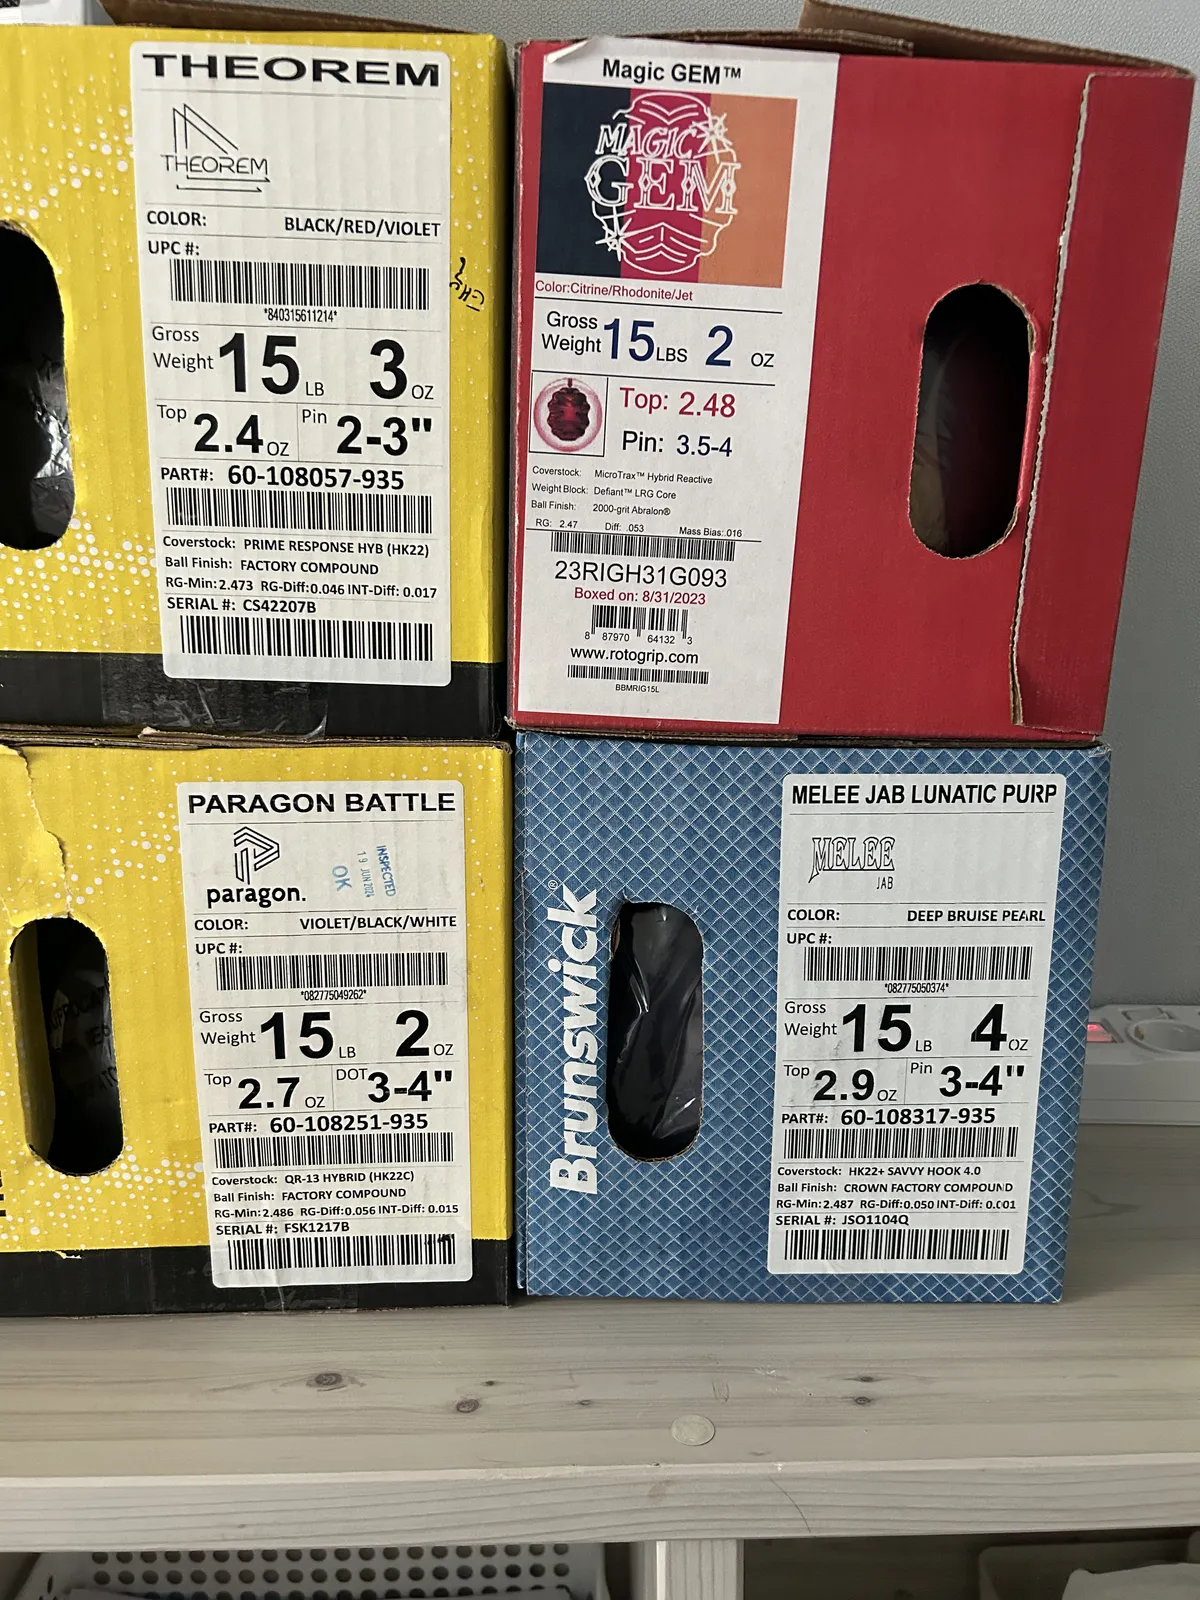 THEOREM
THEOREM
COLOR: BLACK/RED/VIOLET
UPC #:
*840315611214*
Gross Weight 15 LB 3 OZ
Top 2.4 OZ Pin 2-3"
PART#: 60-108057-935
Coverstock: PRIME RESPONSE HYB (HK22)
Ball Finish: FACTORY COMPOUND
RG-Min: 2.473 RG-Diff: 0.046 INT-Diff: 0.017
SERIAL #: CS42207B
Magic GEM™
MAGIC
GEM
Color:Citrine/Rhodonite/Jet
Gross Weight 15 LBS 2 OZ
Top: 2.48
Pin: 3.5-4
Coverstock: MicroTrax™ Hybrid Reactive
Weight Block: Defiant™ LRG Core
Ball Finish: 2000-grit Abralon®
RG: 2.47 Diff: .053 Mass Bias: .016
23RIGH31G093
Boxed on: 8/31/2023
8 87970 64132 3
www.rotogrip.com
BBMRIG15L
PARAGON BATTLE
paragon.
INSPECTED
19 JUN 2024
OK
COLOR: VIOLET/BLACK/WHITE
UPC #:
*082775049262*
Gross Weight 15 LB 2 OZ
Top 2.7 OZ DOT 3-4"
PART#: 60-108251-935
Coverstock: QR-13 HYBRID (HK22C)
Ball Finish: FACTORY COMPOUND
RG-Min: 2.486 RG-Diff: 0.056 INT-Diff: 0.015
SERIAL #: FSK1217B
Brunswick®
MELEE JAB LUNATIC PURP
MELEE
JAB
COLOR: DEEP BRUISE PEARL
UPC #:
*082775050374*
Gross Weight 15 LB 4 OZ
Top 2.9 OZ Pin 3-4"
PART#: 60-108317-935
Coverstock: HK22+ SAVVY HOOK 4.0
Ball Finish: CROWN FACTORY COMPOUND
RG-Min: 2.487 RG-Diff: 0.050 INT-Diff: 0.001
SERIAL #: JSO1104Q